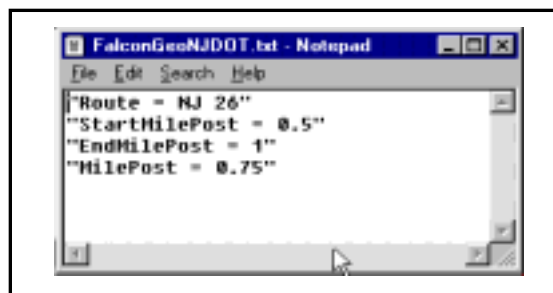 FalconGeoNJDOT.txt - Notepad
File Edit Search Help
"Route = NJ 26"
"StartMilePost = 0.5"
"EndMilePost = 1"
"MilePost = 0.75"